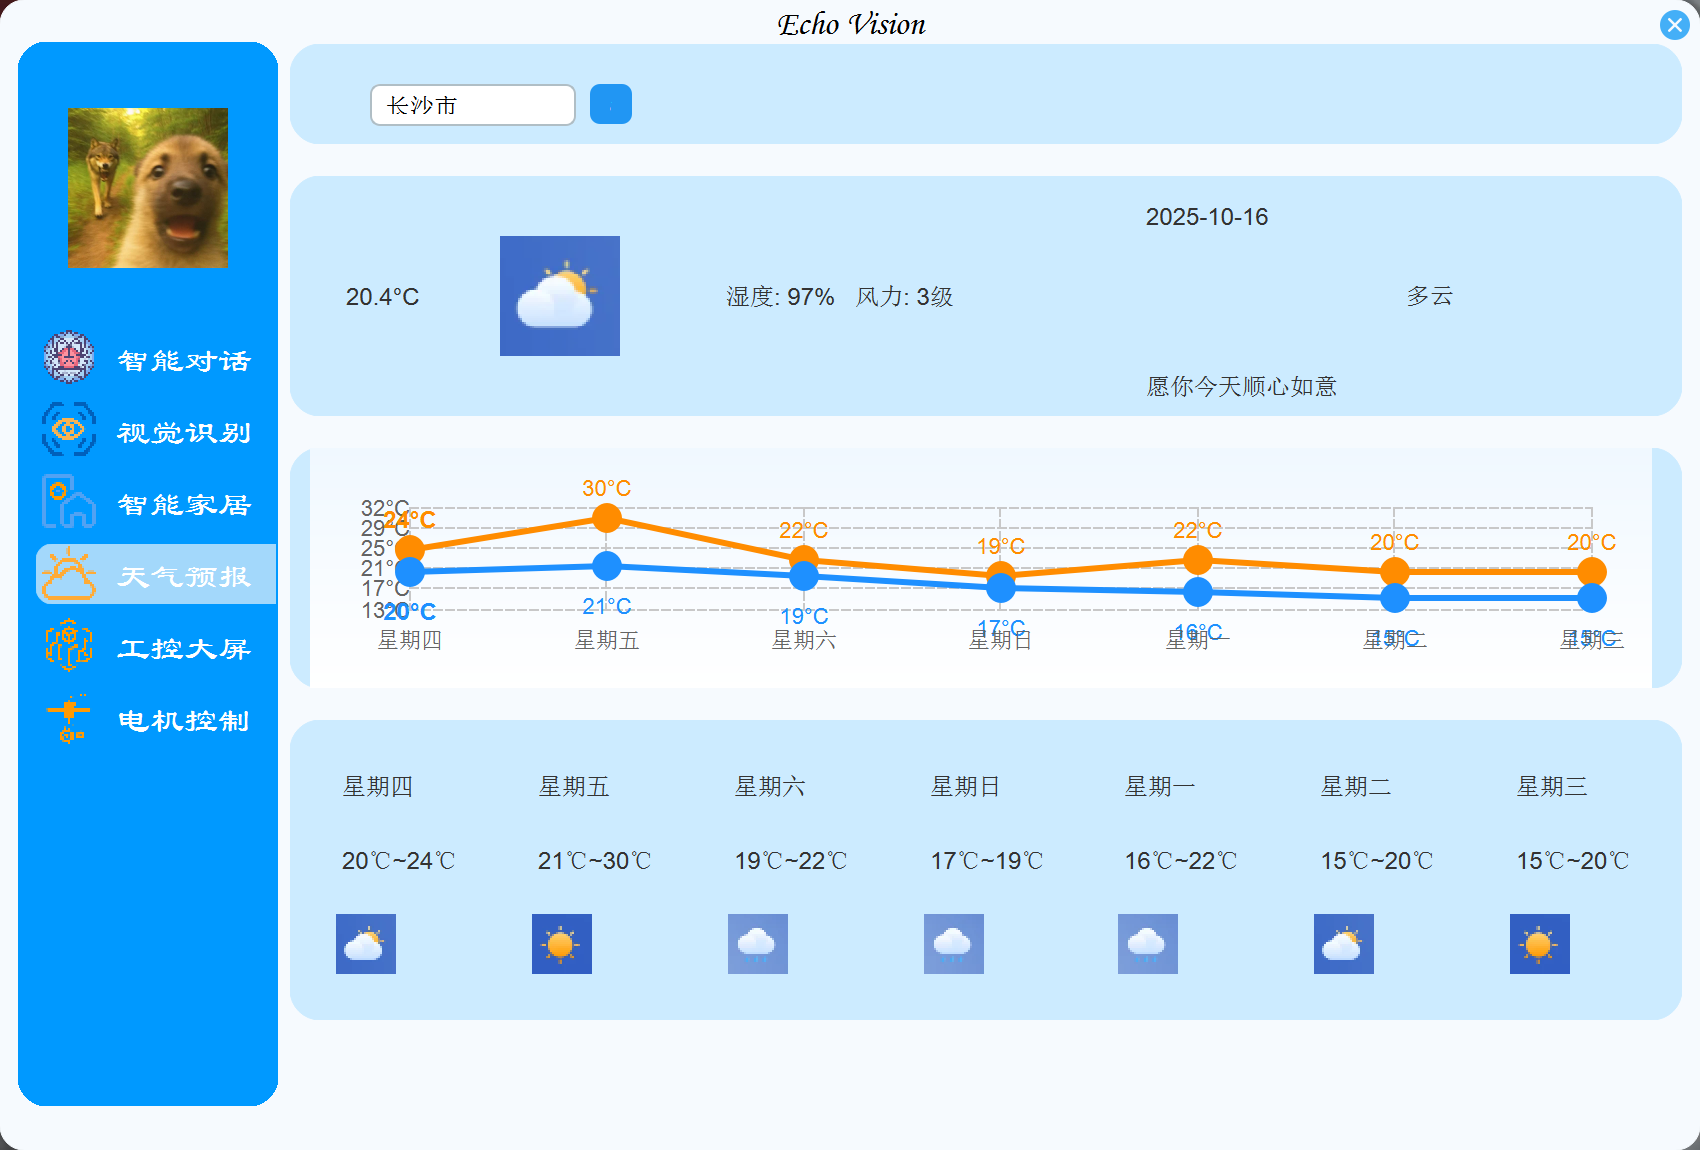 Echo Vision
长沙市
智能对话
视觉识别
智能家居
天气预报
工控大屏
电机控制
2025-10-16
20.4°C
湿度: 97% 风力: 3级
多云
愿你今天顺心如意
32°C
29°C
25°C
21°C
17°C
13°C
24°C 30°C 22°C 19°C 22°C 20°C 20°C
20°C 21°C 19°C 17°C 16°C 15°C 15°C
星期四 星期五 星期六 星期日 星期一 星期二 星期三
星期四 星期五 星期六 星期日 星期一 星期二 星期三
20℃~24℃ 21℃~30℃ 19℃~22℃ 17℃~19℃ 16℃~22℃ 15℃~20℃ 15℃~20℃